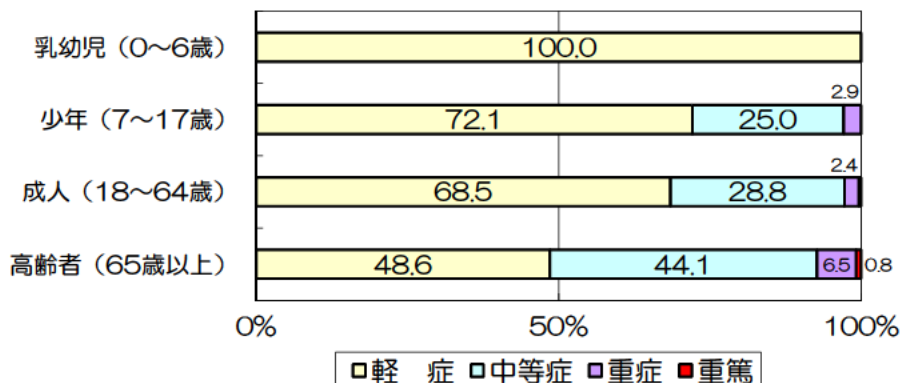 乳幼児（0～6歳）
100.0
2.9
少年（7～17歳）
72.1 25.0
2.4
成人（18～64歳）
68.5 28.8
高齢者（65歳以上）
48.6 44.1 6.5 0.8
0% 50% 100%
軽　症 中等症 重症 重篤